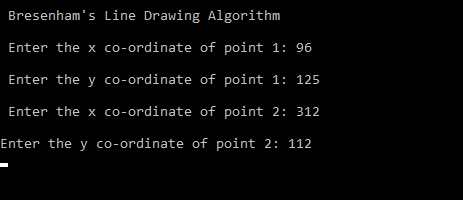 Bresenham's Line Drawing Algorithm
Enter the x co-ordinate of point 1: 96
Enter the y co-ordinate of point 1: 125
Enter the x co-ordinate of point 2: 312
Enter the y co-ordinate of point 2: 112